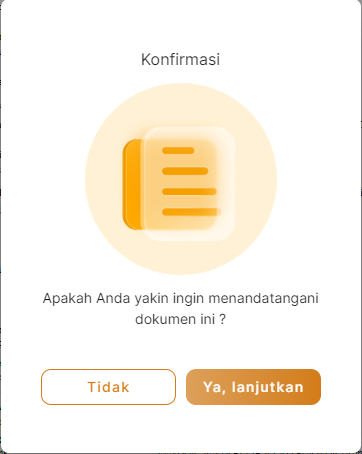 Konfirmasi
Apakah Anda yakin ingin menandatangani
dokumen ini ?
Tidak
Ya, lanjutkan